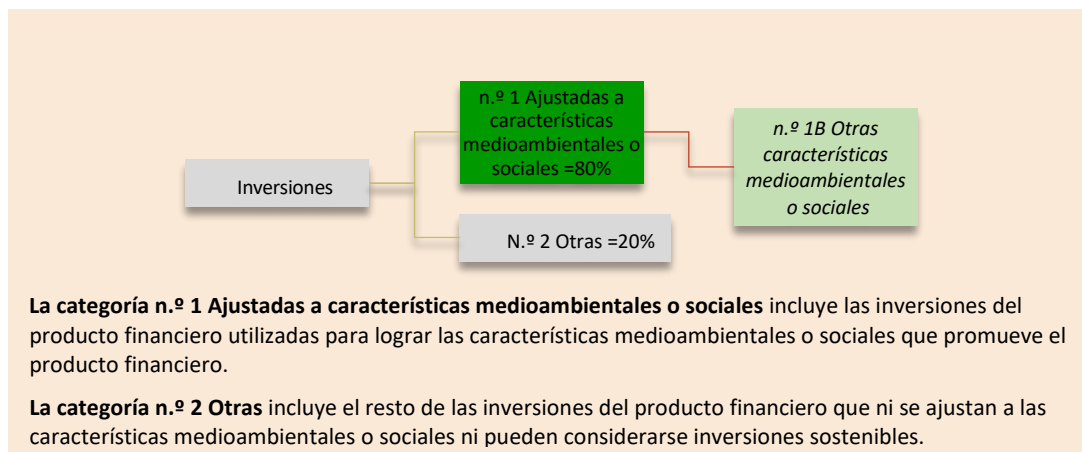 n.º 1 Ajustadas a
características
medioambientales o
sociales =80%
n.º 1B Otras
características
medioambientales
o sociales
Inversiones
N.º 2 Otras =20%
La categoría n.º 1 Ajustadas a características medioambientales o sociales incluye las inversiones del
producto financiero utilizadas para lograr las características medioambientales o sociales que promueve el
producto financiero.
La categoría n.º 2 Otras incluye el resto de las inversiones del producto financiero que ni se ajustan a las
características medioambientales o sociales ni pueden considerarse inversiones sostenibles.